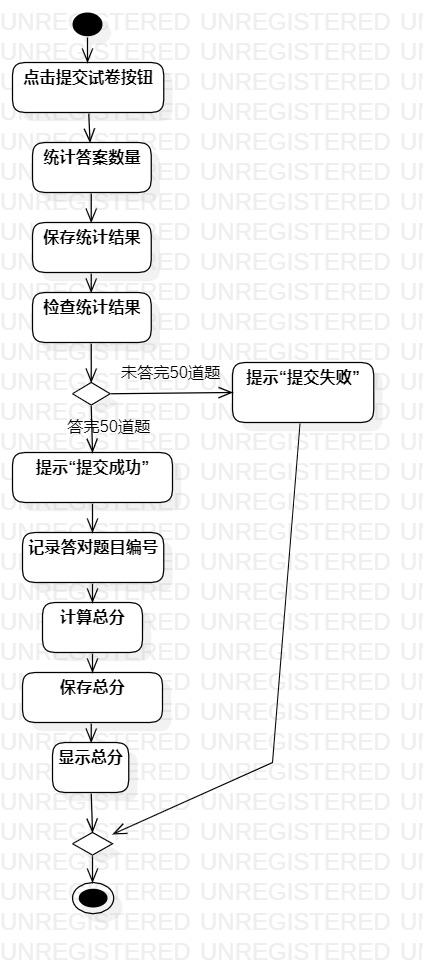 点击提交试卷按钮
统计答案数量
保存统计结果
检查统计结果
未答完50道题
提示“提交失败”
答完50道题
提示“提交成功”
记录答对题目编号
计算总分
保存总分
显示总分
UNREGISTERED